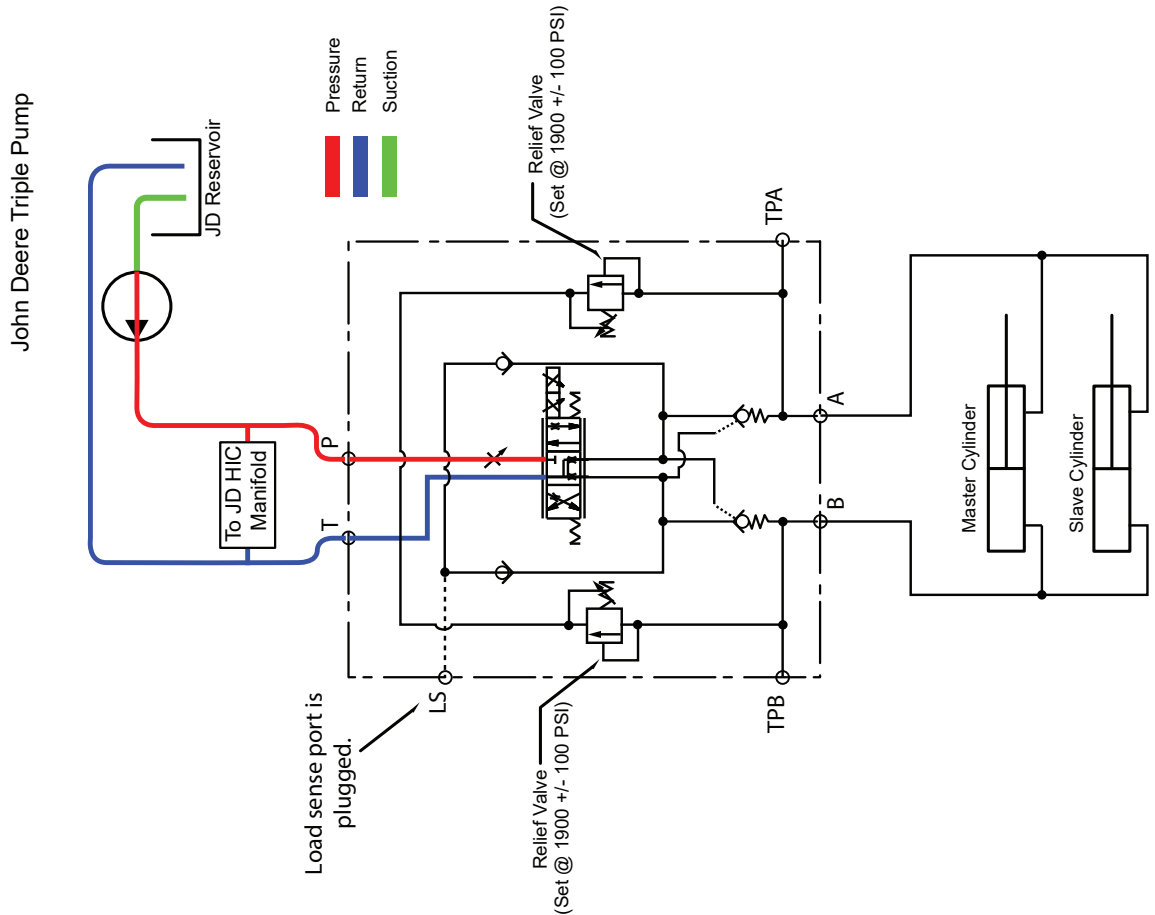 John Deere Triple Pump
JD Reservoir
Pressure
Return
Suction
To JD HIC
Manifold
P
T
Relief Valve
(Set @ 1900 +/- 100 PSI)
Load sense port is
plugged.
LS
TPA
TPB
A
B
Relief Valve
(Set @ 1900 +/- 100 PSI)
Master Cylinder
Slave Cylinder